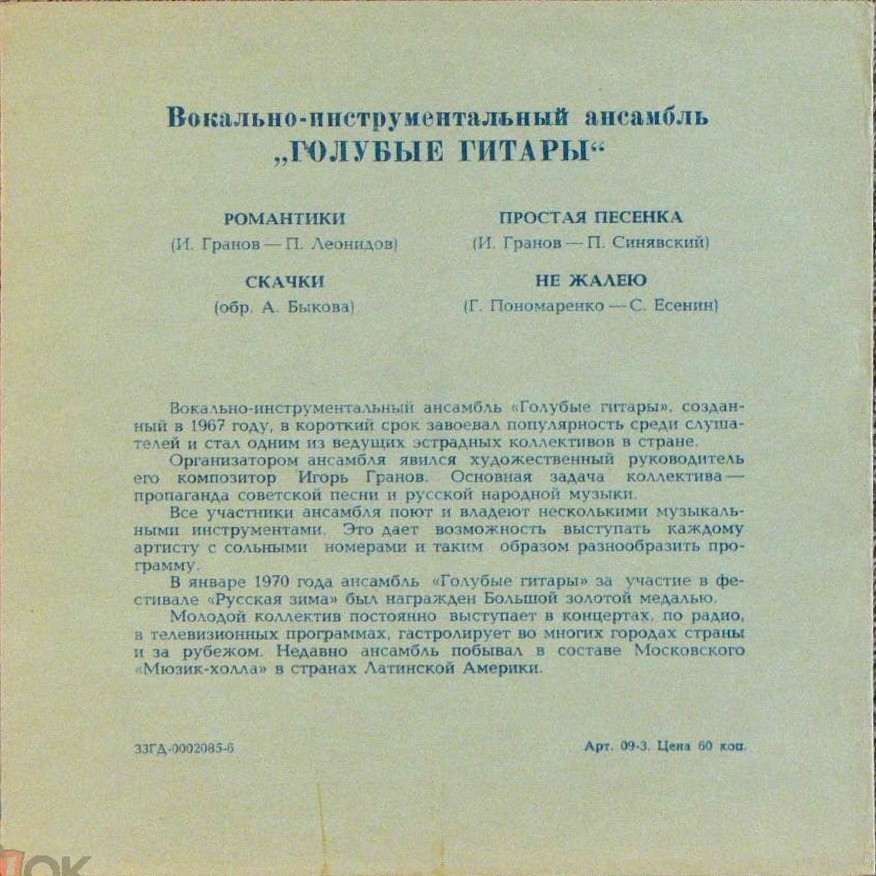 Вокально-инструментальный ансамбль
„ГОЛУБЫЕ ГИТАРЫ“
РОМАНТИКИ
(И. Гранов — П. Леонидов)
СКАЧКИ
(обр. А. Быкова)
ПРОСТАЯ ПЕСЕНКА
(И. Гранов — П. Синявский)
НЕ ЖАЛЕЮ
(Г. Пономаренко — С. Есенин)
Вокально-инструментальный ансамбль «Голубые гитары», создан-
ный в 1967 году, в короткий срок завоевал популярность среди слуша-
телей и стал одним из ведущих эстрадных коллективов в стране.
Организатором ансамбля явился художественный руководитель
его композитор Игорь Гранов. Основная задача коллектива —
пропаганда советской песни и русской народной музыки.
Все участники ансамбля поют и владеют несколькими музыкаль-
ными инструментами. Это дает возможность выступать каждому
артисту с сольными номерами и таким образом разнообразить про-
грамму.
В январе 1970 года ансамбль «Голубые гитары» за участие в фе-
стивале «Русская зима» был награжден Большой золотой медалью.
Молодой коллектив постоянно выступает в концертах, по радио,
в телевизионных программах, гастролирует во многих городах страны
и за рубежом. Недавно ансамбль побывал в составе Московского
«Мюзик-холла» в странах Латинской Америки.
33ГД-0002085-6
Арт. 09-3. Цена 60 коп.